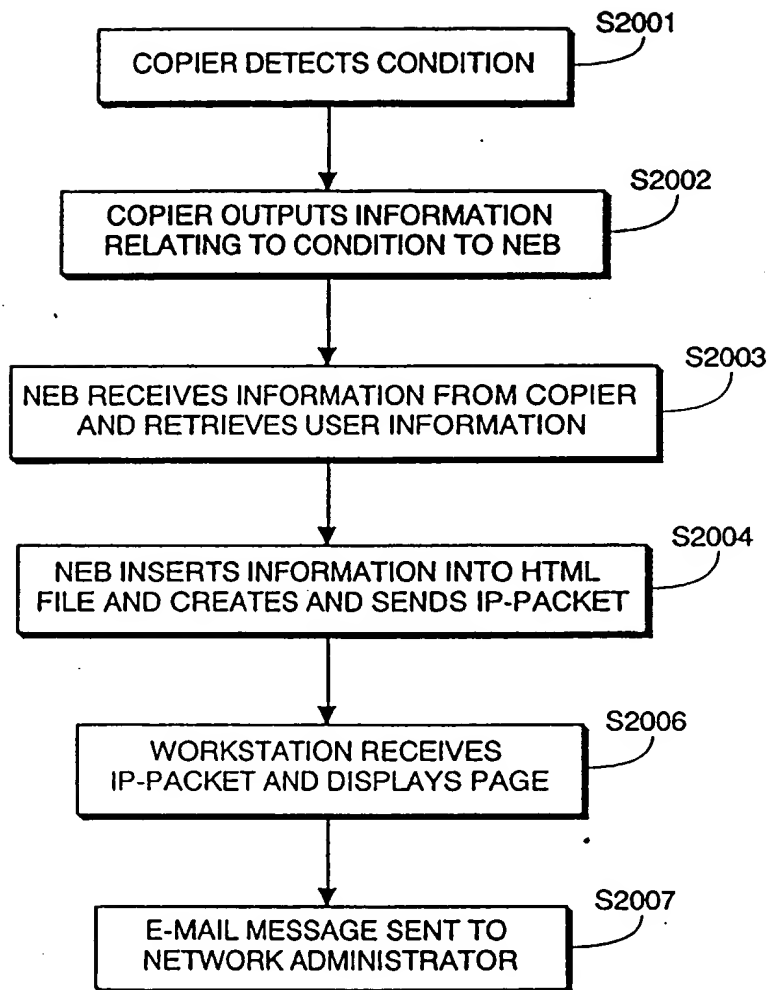 S2001
COPIER DETECTS CONDITION
S2002
COPIER OUTPUTS INFORMATION
RELATING TO CONDITION TO NEB
S2003
NEB RECEIVES INFORMATION FROM COPIER
AND RETRIEVES USER INFORMATION
S2004
NEB INSERTS INFORMATION INTO HTML
FILE AND CREATES AND SENDS IP-PACKET
S2006
WORKSTATION RECEIVES
IP-PACKET AND DISPLAYS PAGE
S2007
E-MAIL MESSAGE SENT TO
NETWORK ADMINISTRATOR